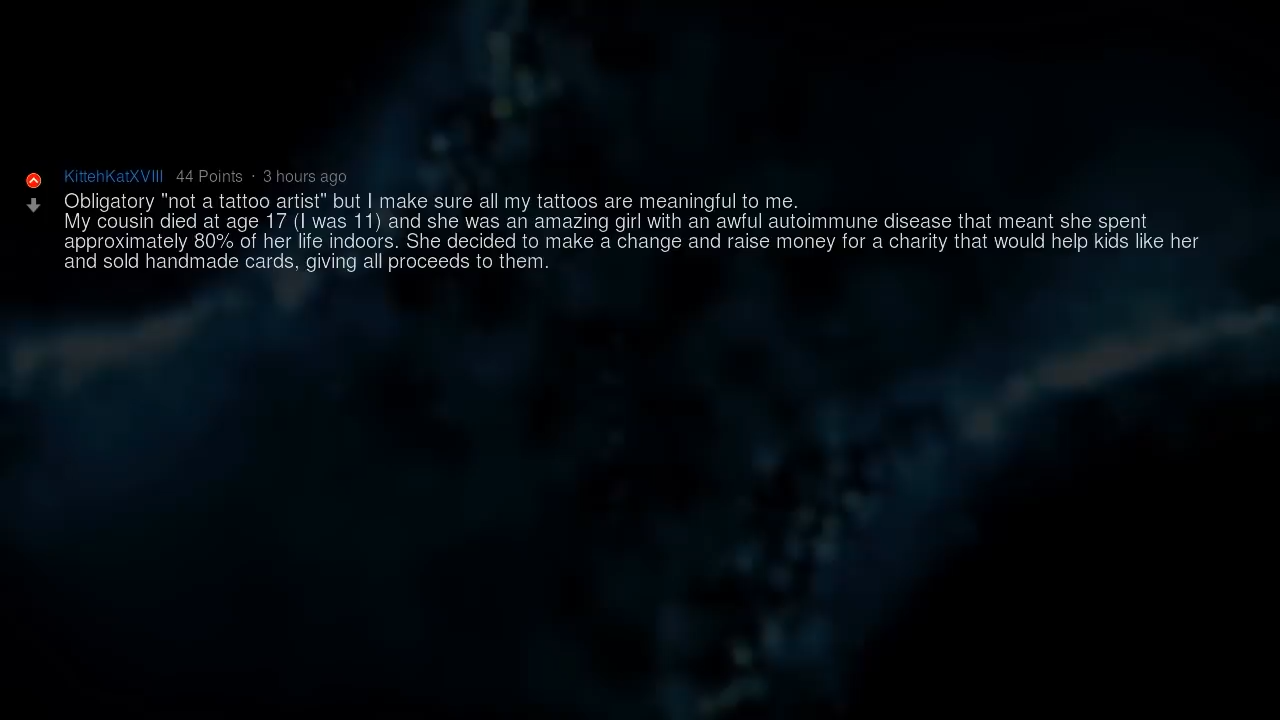 KittehKatXVIII 44 Points · 3 hours ago
Obligatory "not a tattoo artist" but I make sure all my tattoos are meaningful to me.
My cousin died at age 17 (I was 11) and she was an amazing girl with an awful autoimmune disease that meant she spent
approximately 80% of her life indoors. She decided to make a change and raise money for a charity that would help kids like her
and sold handmade cards, giving all proceeds to them.